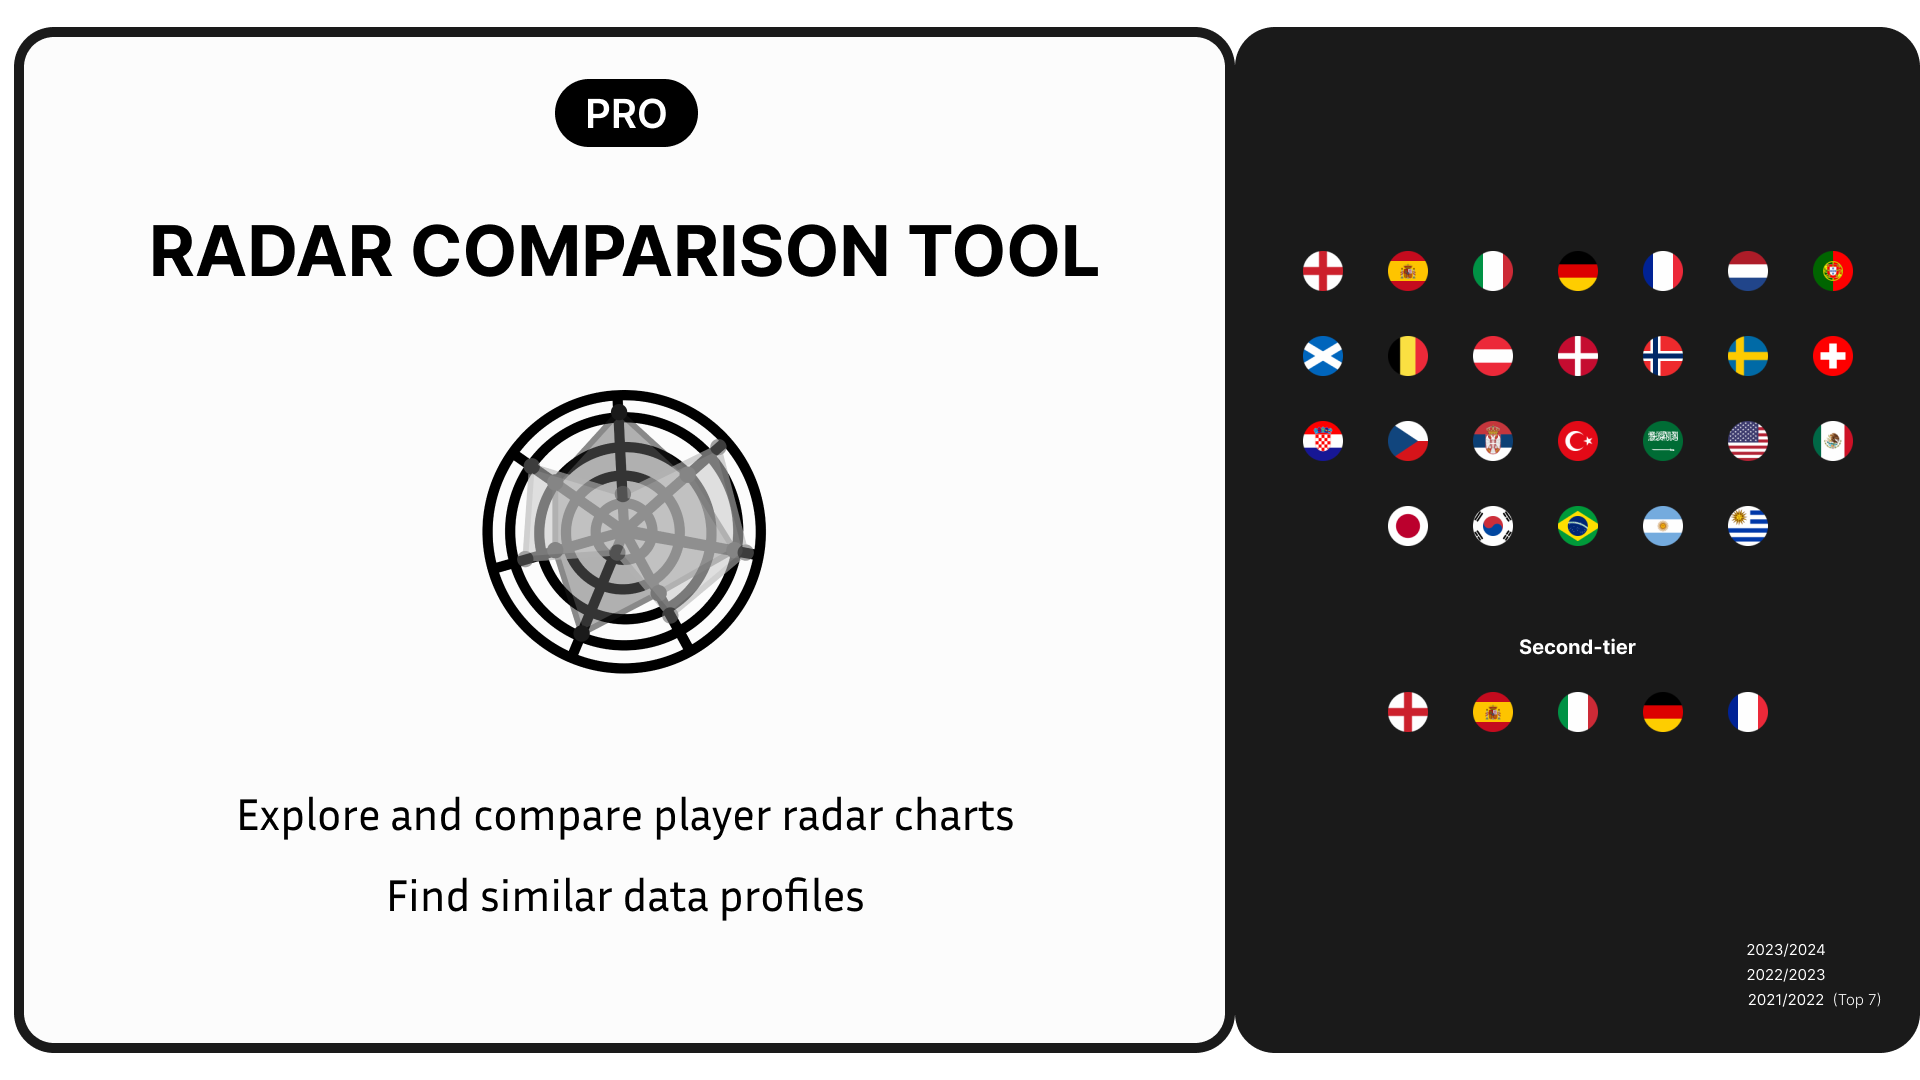 PRO
RADAR COMPARISON TOOL
Explore and compare player radar charts
Find similar data profiles
Second-tier
2023/2024
2022/2023
2021/2022 (Top 7)